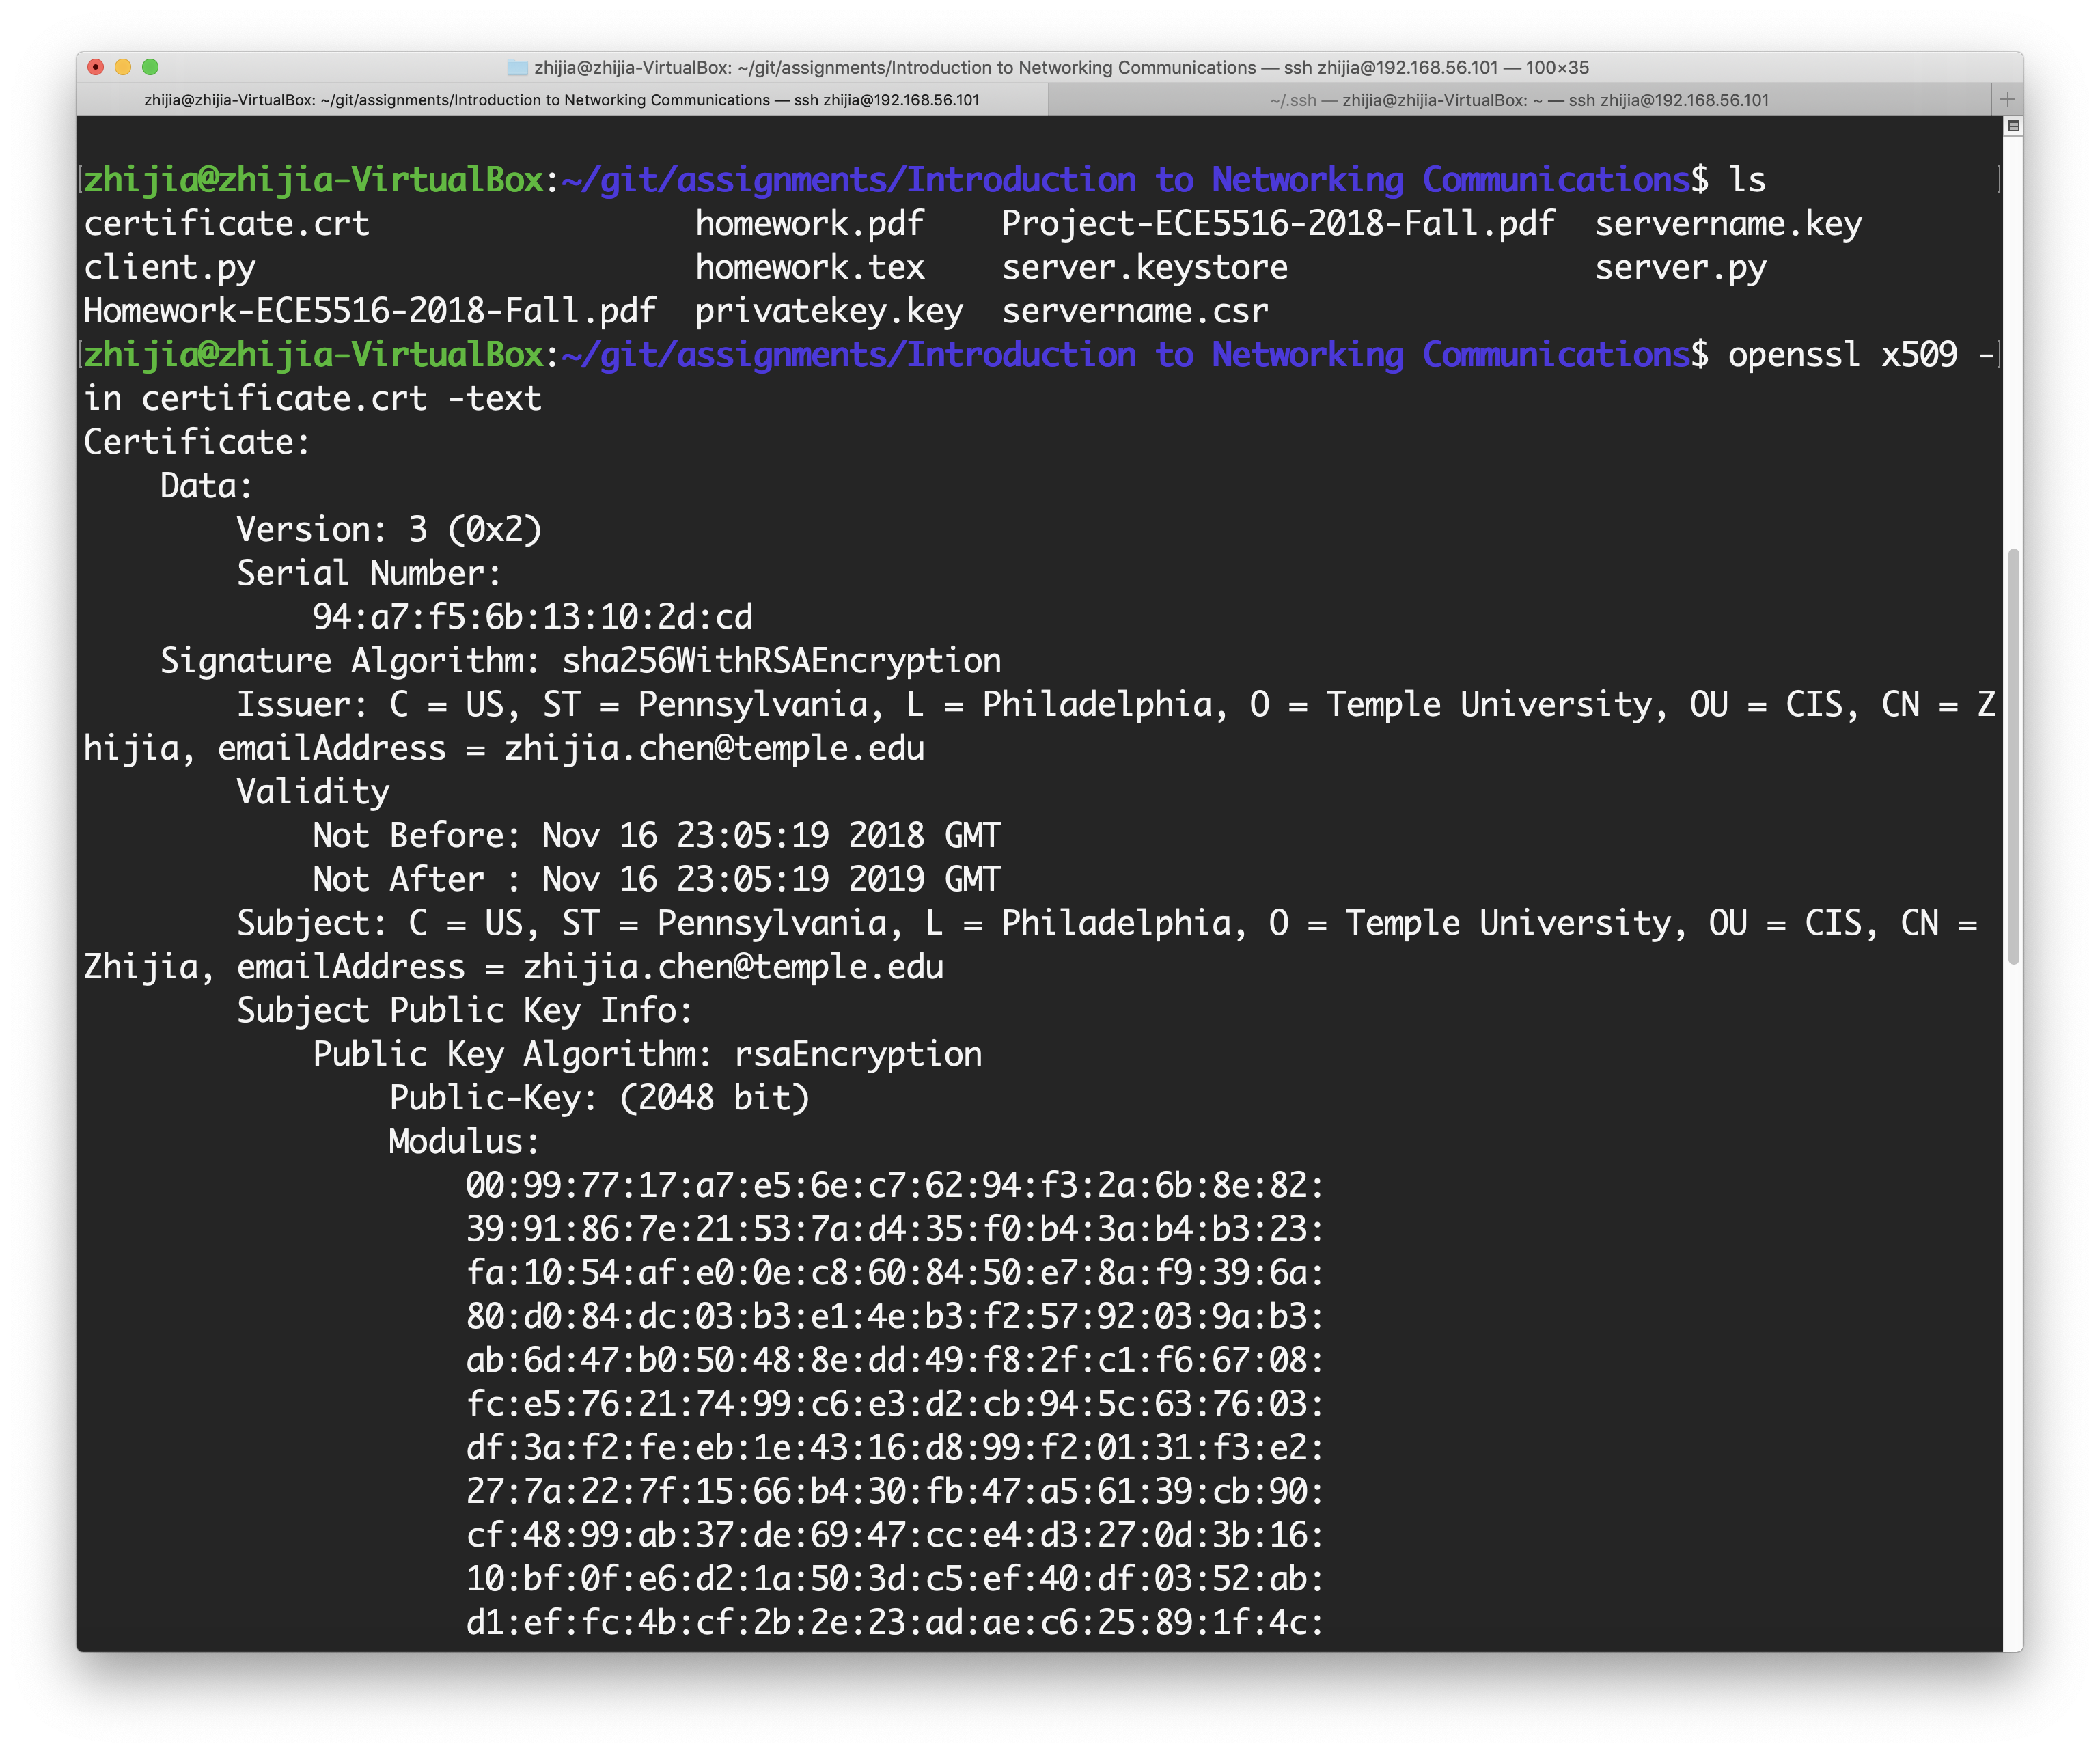 zhijia@zhijia-VirtualBox: ~/git/assignments/Introduction to Networking Communications — ssh zhijia@192.168.56.101 — 100×35
zhijia@zhijia-VirtualBox: ~/git/assignments/Introduction to Networking Communications — ssh zhijia@192.168.56.101
~/.ssh — zhijia@zhijia-VirtualBox: ~ — ssh zhijia@192.168.56.101
zhijia@zhijia-VirtualBox:~/git/assignments/Introduction to Networking Communications$ ls
certificate.crt                 homework.pdf    Project-ECE5516-2018-Fall.pdf  servername.key
client.py                       homework.tex    server.keystore                server.py
Homework-ECE5516-2018-Fall.pdf  privatekey.key  servername.csr
zhijia@zhijia-VirtualBox:~/git/assignments/Introduction to Networking Communications$ openssl x509 -
in certificate.crt -text
Certificate:
    Data:
        Version: 3 (0x2)
        Serial Number:
            94:a7:f5:6b:13:10:2d:cd
    Signature Algorithm: sha256WithRSAEncryption
        Issuer: C = US, ST = Pennsylvania, L = Philadelphia, O = Temple University, OU = CIS, CN = Z
hijia, emailAddress = zhijia.chen@temple.edu
        Validity
            Not Before: Nov 16 23:05:19 2018 GMT
            Not After : Nov 16 23:05:19 2019 GMT
        Subject: C = US, ST = Pennsylvania, L = Philadelphia, O = Temple University, OU = CIS, CN =
Zhijia, emailAddress = zhijia.chen@temple.edu
        Subject Public Key Info:
            Public Key Algorithm: rsaEncryption
                Public-Key: (2048 bit)
                Modulus:
                    00:99:77:17:a7:e5:6e:c7:62:94:f3:2a:6b:8e:82:
                    39:91:86:7e:21:53:7a:d4:35:f0:b4:3a:b4:b3:23:
                    fa:10:54:af:e0:0e:c8:60:84:50:e7:8a:f9:39:6a:
                    80:d0:84:dc:03:b3:e1:4e:b3:f2:57:92:03:9a:b3:
                    ab:6d:47:b0:50:48:8e:dd:49:f8:2f:c1:f6:67:08:
                    fc:e5:76:21:74:99:c6:e3:d2:cb:94:5c:63:76:03:
                    df:3a:f2:fe:eb:1e:43:16:d8:99:f2:01:31:f3:e2:
                    27:7a:22:7f:15:66:b4:30:fb:47:a5:61:39:cb:90:
                    cf:48:99:ab:37:de:69:47:cc:e4:d3:27:0d:3b:16:
                    10:bf:0f:e6:d2:1a:50:3d:c5:ef:40:df:03:52:ab:
                    d1:ef:fc:4b:cf:2b:2e:23:ad:ae:c6:25:89:1f:4c: